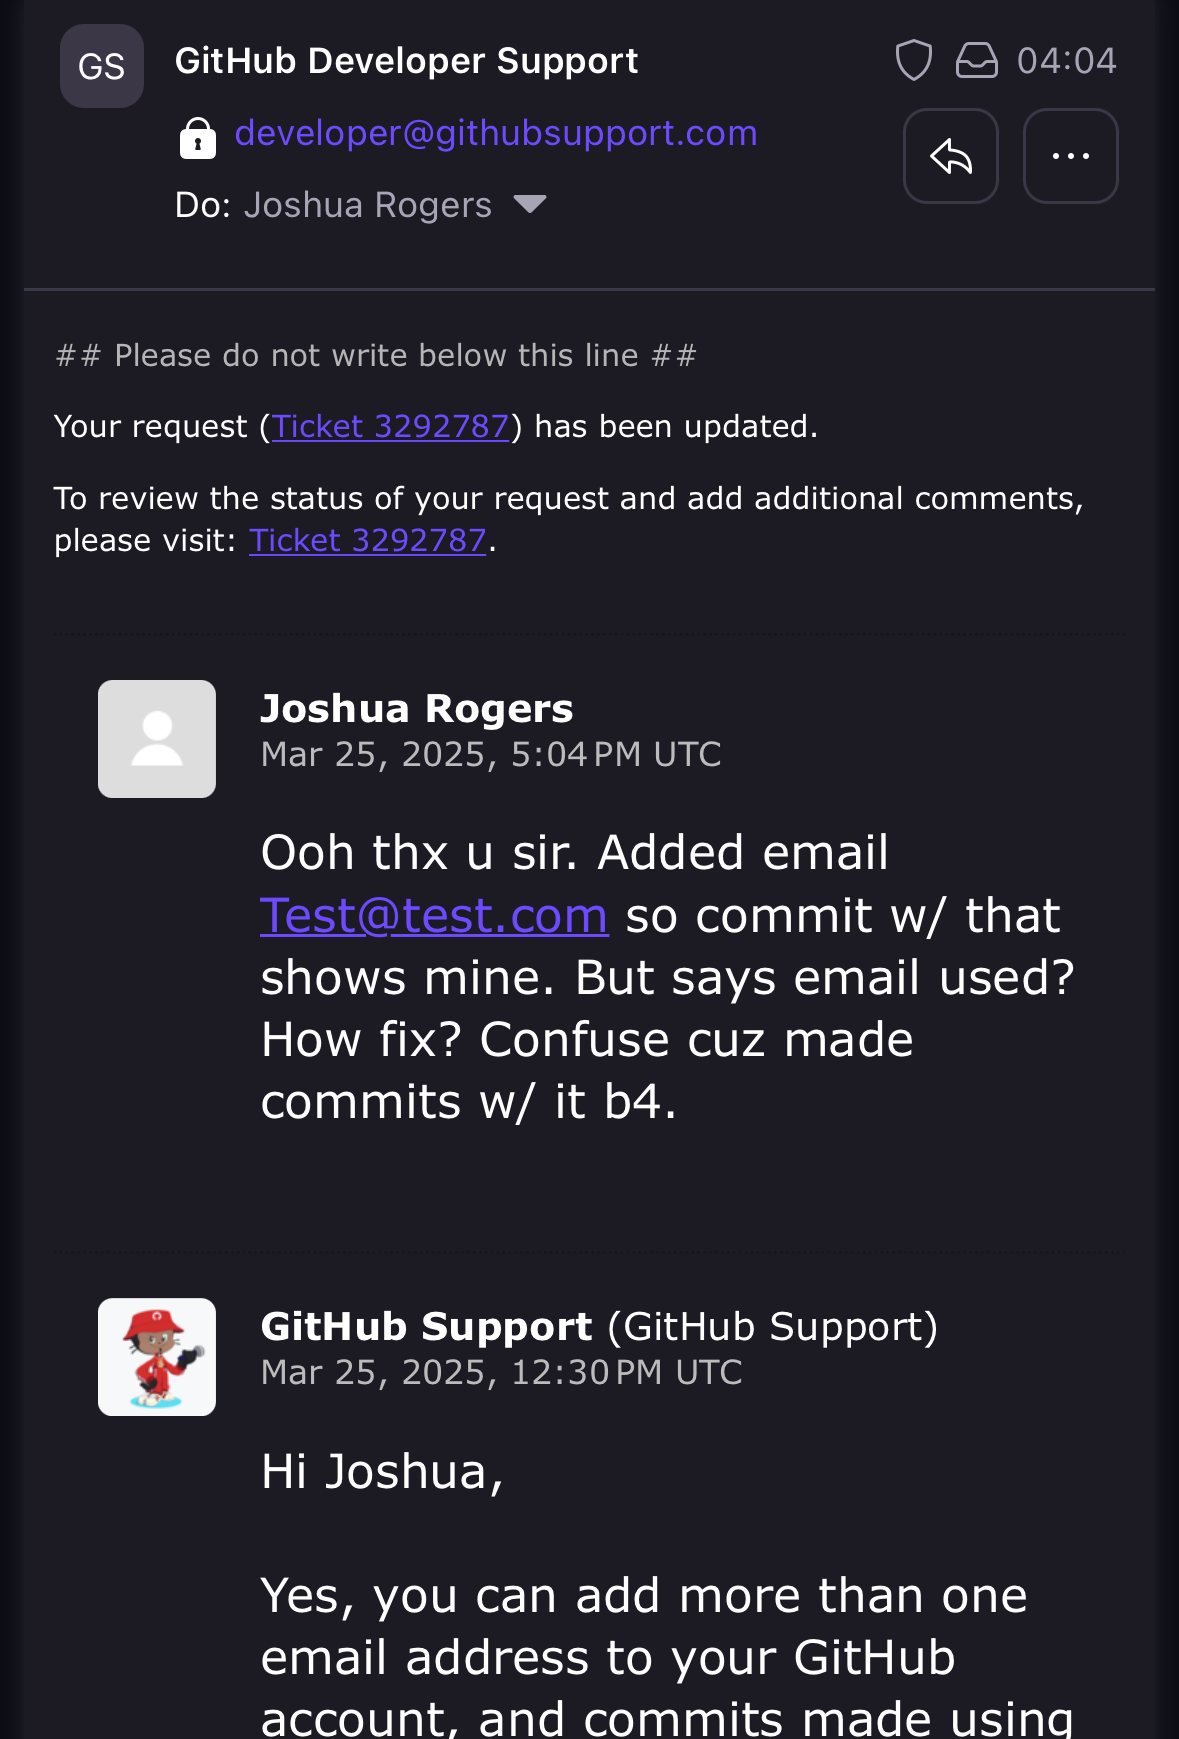 GS
GitHub Developer Support
04:04
developer@githubsupport.com
Do: Joshua Rogers
## Please do not write below this line ##
Your request (Ticket 3292787) has been updated.
To review the status of your request and add additional comments,
please visit: Ticket 3292787.
Joshua Rogers
Mar 25, 2025, 5:04 PM UTC
Ooh thx u sir. Added email
Test@test.com so commit w/ that
shows mine. But says email used?
How fix? Confuse cuz made
commits w/ it b4.
GitHub Support (GitHub Support)
Mar 25, 2025, 12:30 PM UTC
Hi Joshua,
Yes, you can add more than one
email address to your GitHub
account, and commits made using